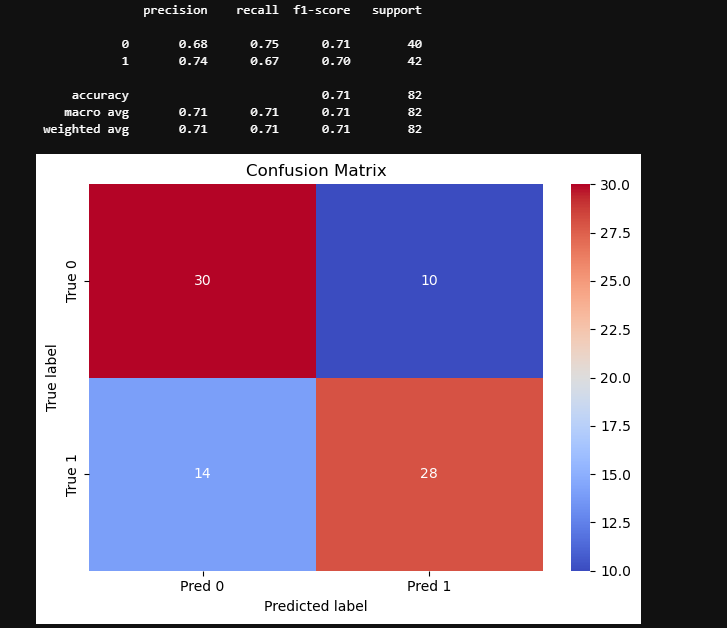 precision recall f1-score support
0 0.68 0.75 0.71 40
1 0.74 0.67 0.70 42
accuracy 0.71 82
macro avg 0.71 0.71 0.71 82
weighted avg 0.71 0.71 0.71 82
Confusion Matrix
True label
True 0
True 1
30 10
14 28
Pred 0 Pred 1
Predicted label
30.0
27.5
25.0
22.5
20.0
17.5
15.0
12.5
10.0